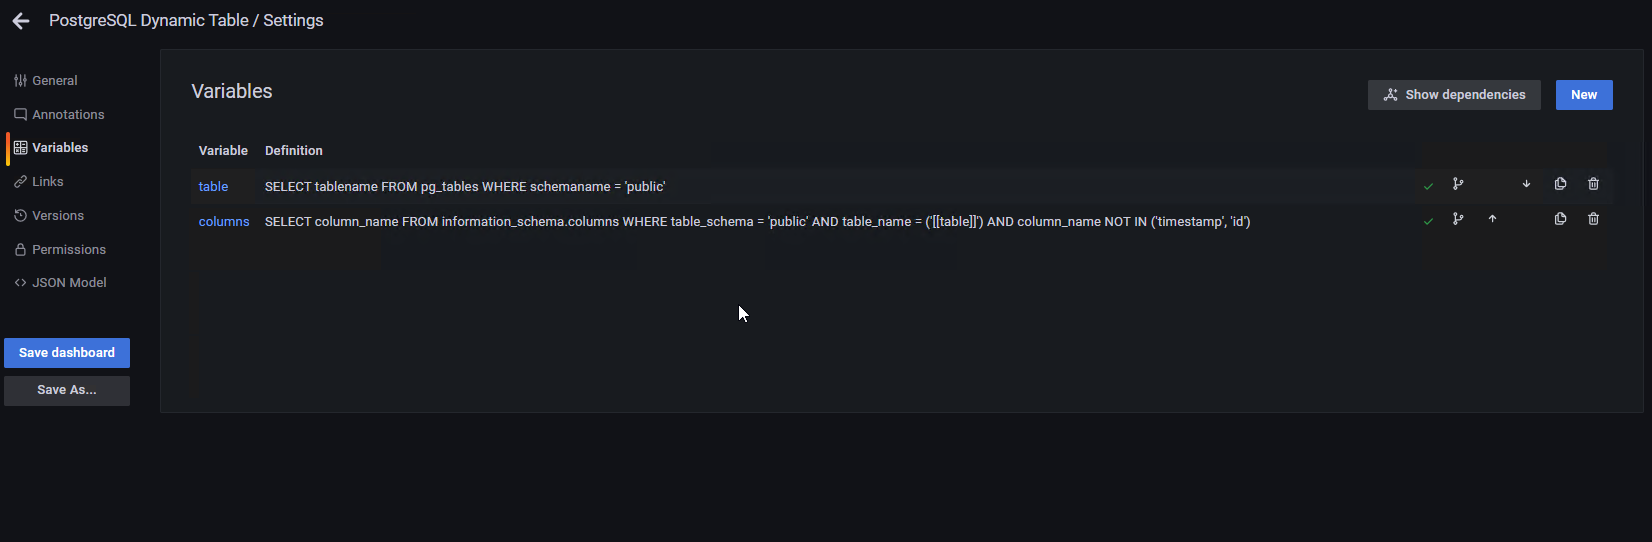 PostgreSQL Dynamic Table / Settings
General
Annotations
Variables
Links
Versions
Permissions
JSON Model
Save dashboard
Save As...
Variables
Show dependencies
New
Variable Definition
table SELECT tablename FROM pg_tables WHERE schemaname = 'public'
columns SELECT column_name FROM information_schema.columns WHERE table_schema = 'public' AND table_name = ('[[table]]') AND column_name NOT IN ('timestamp', 'id')